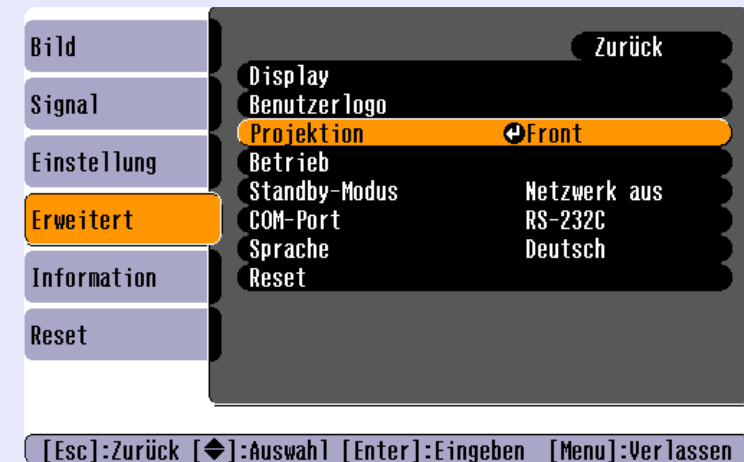 Bild
Signal
Einstellung
Erweitert
Information
Reset
Zurück
Display
Benutzerlogo
Projektion Front
Betrieb
Standby-Modus Netzwerk aus
COM-Port RS-232C
Sprache Deutsch
Reset
[Esc]:Zurück [◆]:Auswahl [Enter]:Eingeben [Menu]:Verlassen